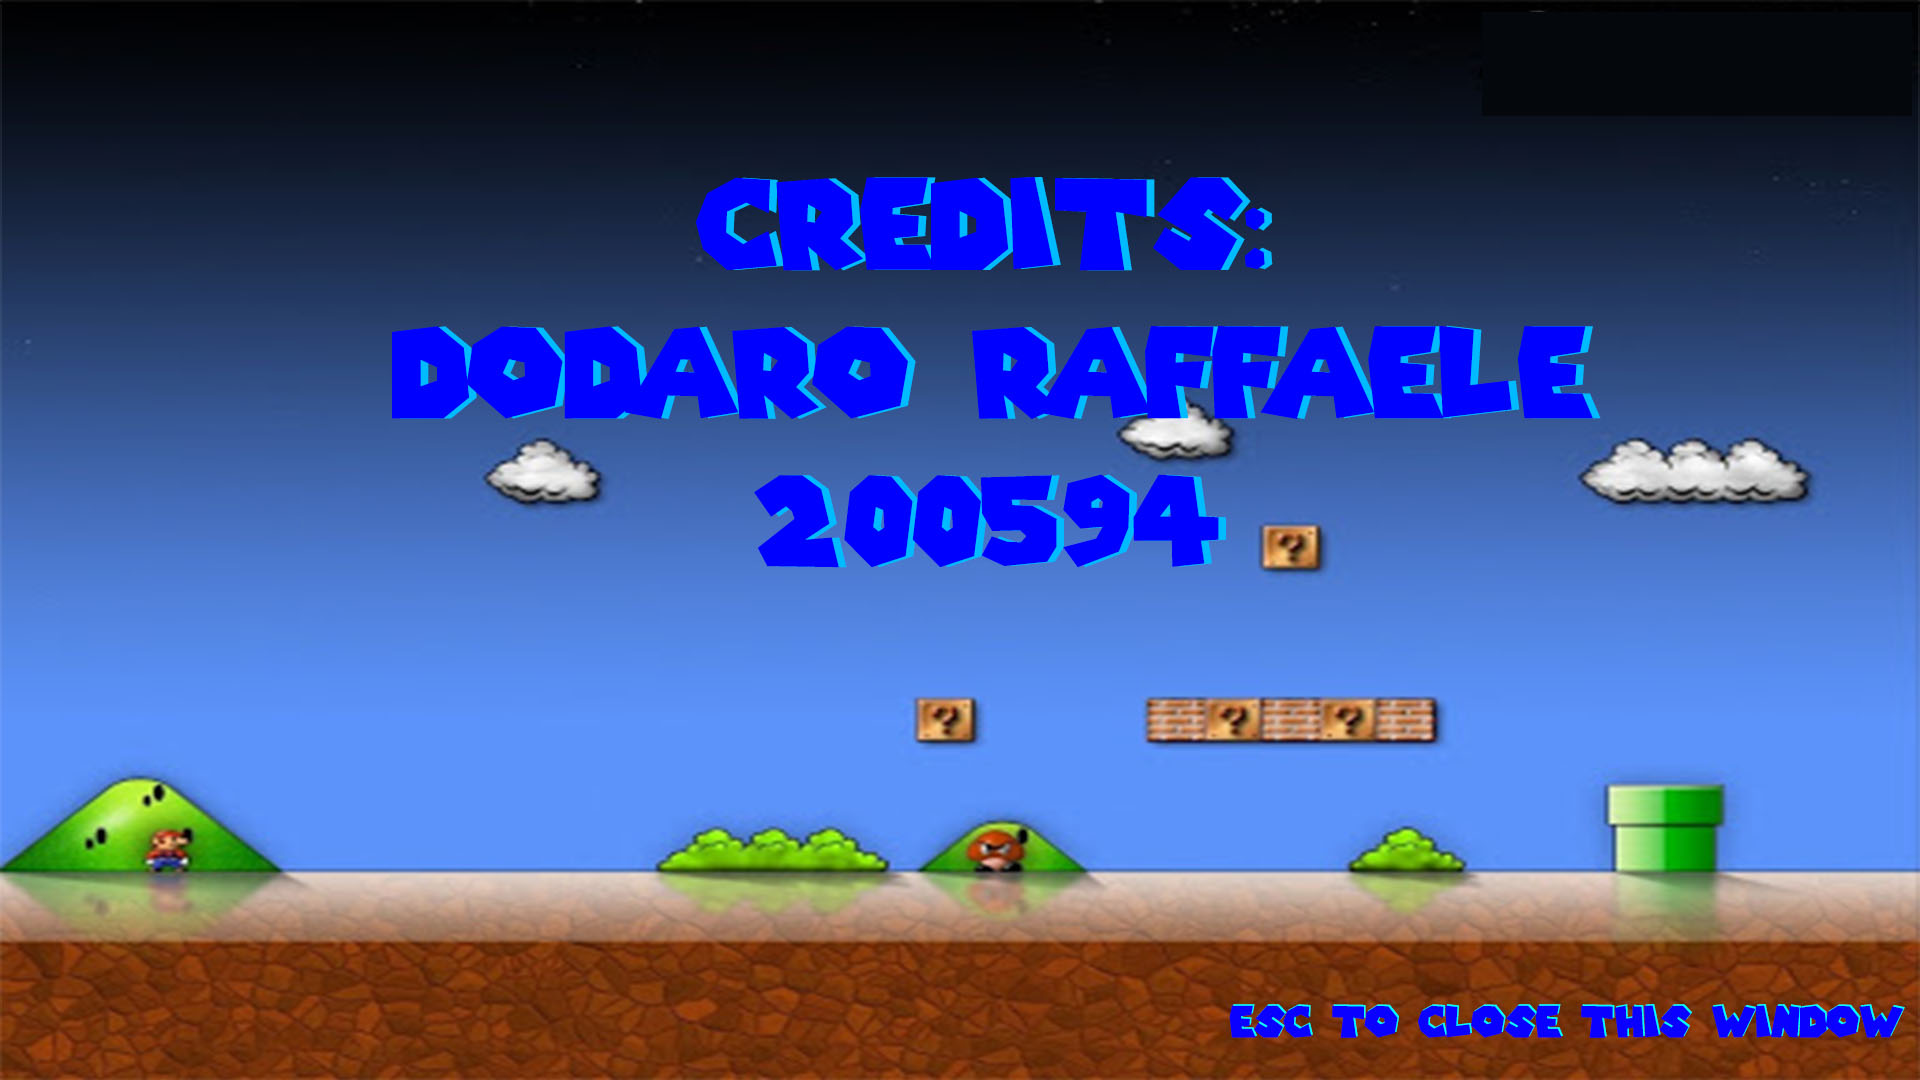 CREDITS:
DODARO RAFFAELE
200594
?
?
? ?
ESC TO CLOSE THIS WINDOW